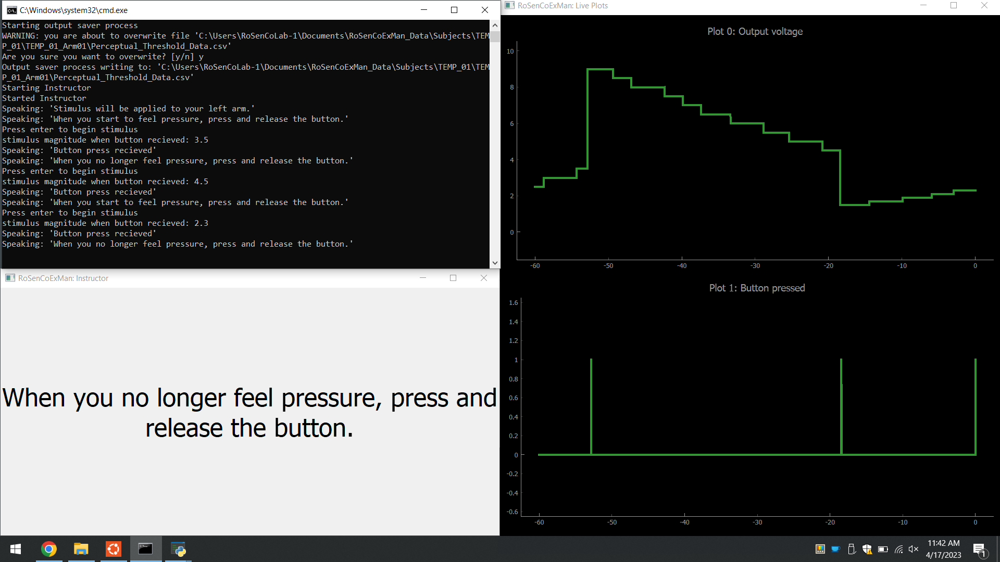 C:\Windows\system32\cmd.exe
Starting output saver process
WARNING: you are about to overwrite file 'C:\Users\RoSenCoLab-1\Documents\RoSenCoExMan_Data\Subjects\TEM
P_01\TEMP_01_Arm01\Perceptual_Threshold_Data.csv'
Are you sure you want to overwrite? [y/n] y
Output saver process writing to: 'C:\Users\RoSenCoLab-1\Documents\RoSenCoExMan_Data\Subjects\TEMP_01\TEM
P_01_Arm01\Perceptual_Threshold_Data.csv'
Starting Instructor
Started Instructor
Speaking: 'Stimulus will be applied to your left arm.'
Speaking: 'When you start to feel pressure, press and release the button.'
Press enter to begin stimulus
stimulus magnitude when button recieved: 3.5
Speaking: 'Button press recieved'
Speaking: 'When you no longer feel pressure, press and release the button.'
Press enter to begin stimulus
stimulus magnitude when button recieved: 4.5
Speaking: 'Button press recieved'
Speaking: 'When you start to feel pressure, press and release the button.'
Press enter to begin stimulus
stimulus magnitude when button recieved: 2.3
Speaking: 'Button press recieved'
Speaking: 'When you no longer feel pressure, press and release the button.'
RoSenCoExMan: Instructor
When you no longer feel pressure, press and
release the button.
RoSenCoExMan: Live Plots
Plot 0: Output voltage
10
8
6
4
2
0
-60 -50 -40 -30 -20 -10 0
Plot 1: Button pressed
1.6
1.4
1.2
1
0.8
0.6
0.4
0.2
0
-0.2
-0.4
-0.6
-60 -50 -40 -30 -20 -10 0
11:42 AM
4/17/2023
1